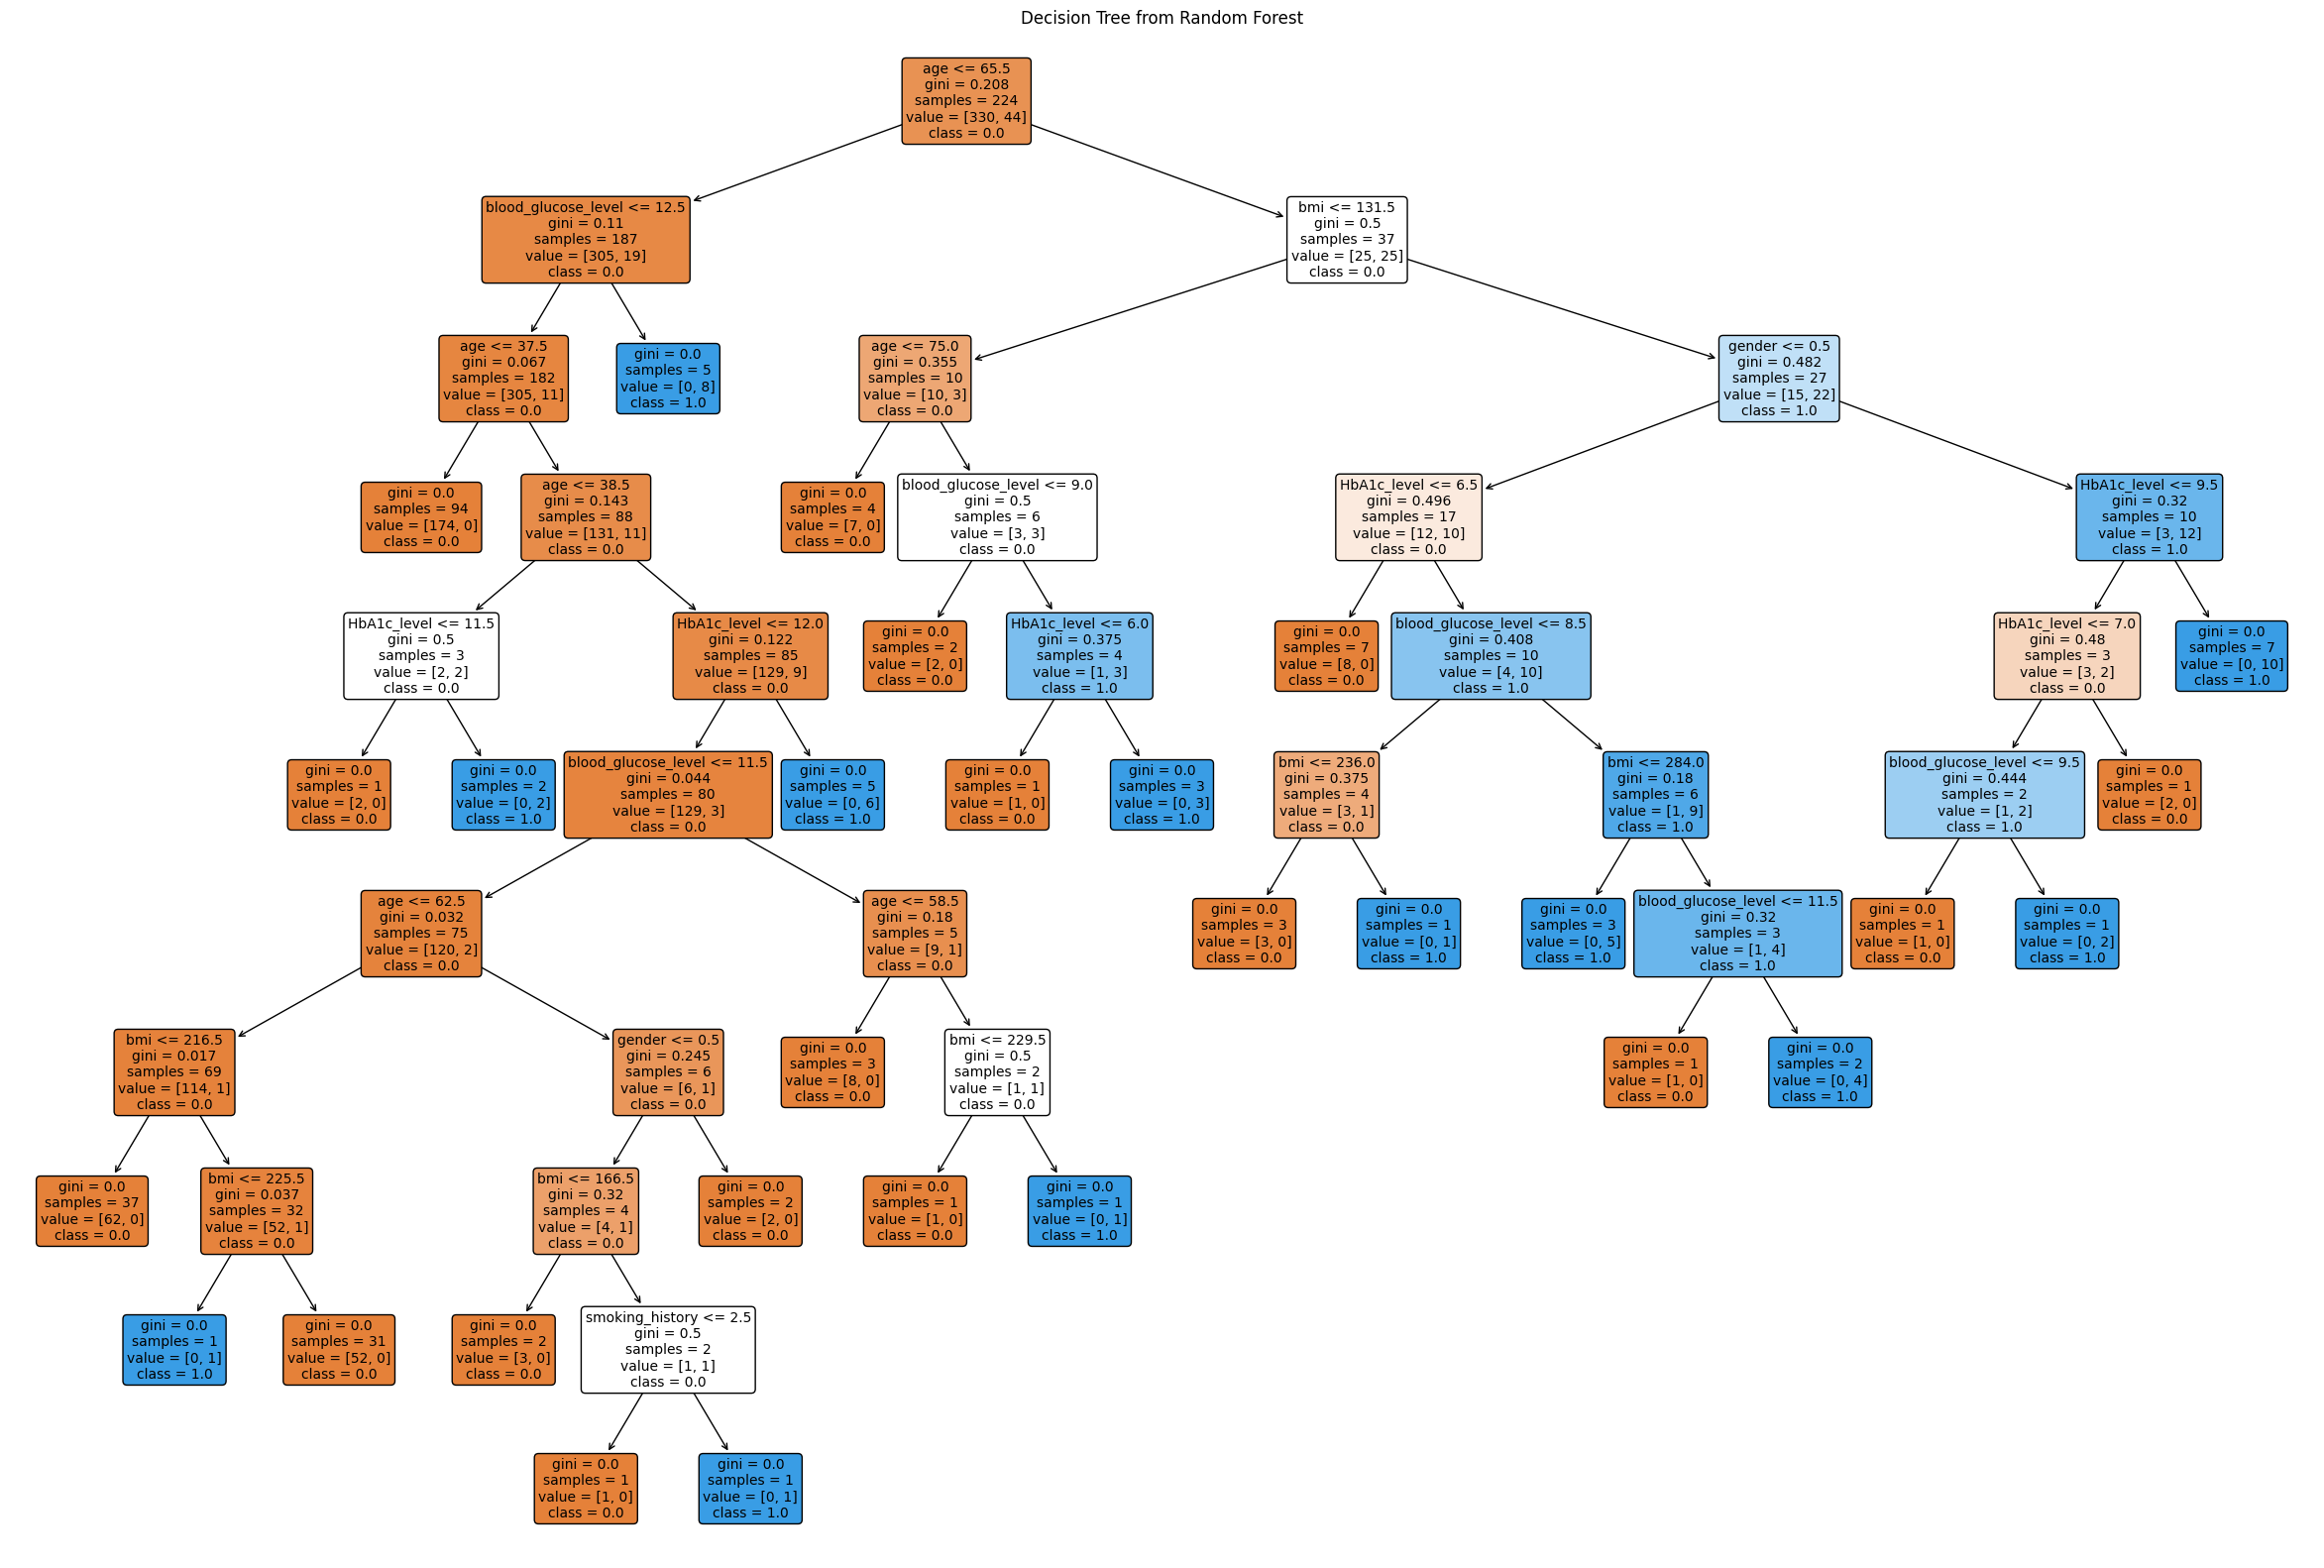 Decision Tree from Random Forest
age <= 65.5
gini = 0.208
samples = 224
value = [330, 44]
class = 0.0
blood_glucose_level <= 12.5
gini = 0.11
samples = 187
value = [305, 19]
class = 0.0
bmi <= 131.5
gini = 0.5
samples = 37
value = [25, 25]
class = 0.0
age <= 37.5
gini = 0.067
samples = 182
value = [305, 11]
class = 0.0
gini = 0.0
samples = 5
value = [0, 8]
class = 1.0
age <= 75.0
gini = 0.355
samples = 10
value = [10, 3]
class = 0.0
gender <= 0.5
gini = 0.482
samples = 27
value = [15, 22]
class = 1.0
gini = 0.0
samples = 94
value = [174, 0]
class = 0.0
age <= 38.5
gini = 0.143
samples = 88
value = [131, 11]
class = 0.0
gini = 0.0
samples = 4
value = [7, 0]
class = 0.0
blood_glucose_level <= 9.0
gini = 0.5
samples = 6
value = [3, 3]
class = 0.0
HbA1c_level <= 6.5
gini = 0.496
samples = 17
value = [12, 10]
class = 0.0
HbA1c_level <= 9.5
gini = 0.32
samples = 10
value = [3, 12]
class = 1.0
HbA1c_level <= 11.5
gini = 0.5
samples = 3
value = [2, 2]
class = 0.0
HbA1c_level <= 12.0
gini = 0.122
samples = 85
value = [129, 9]
class = 0.0
gini = 0.0
samples = 2
value = [2, 0]
class = 0.0
HbA1c_level <= 6.0
gini = 0.375
samples = 4
value = [1, 3]
class = 1.0
gini = 0.0
samples = 7
value = [8, 0]
class = 0.0
blood_glucose_level <= 8.5
gini = 0.408
samples = 10
value = [4, 10]
class = 1.0
HbA1c_level <= 7.0
gini = 0.48
samples = 3
value = [3, 2]
class = 0.0
gini = 0.0
samples = 7
value = [0, 10]
class = 1.0
gini = 0.0
samples = 1
value = [2, 0]
class = 0.0
gini = 0.0
samples = 2
value = [0, 2]
class = 1.0
blood_glucose_level <= 11.5
gini = 0.044
samples = 80
value = [129, 3]
class = 0.0
gini = 0.0
samples = 5
value = [0, 6]
class = 1.0
gini = 0.0
samples = 1
value = [1, 0]
class = 0.0
gini = 0.0
samples = 3
value = [0, 3]
class = 1.0
bmi <= 236.0
gini = 0.375
samples = 4
value = [3, 1]
class = 0.0
bmi <= 284.0
gini = 0.18
samples = 6
value = [1, 9]
class = 1.0
blood_glucose_level <= 9.5
gini = 0.444
samples = 2
value = [1, 2]
class = 1.0
gini = 0.0
samples = 1
value = [2, 0]
class = 0.0
age <= 62.5
gini = 0.032
samples = 75
value = [120, 2]
class = 0.0
age <= 58.5
gini = 0.18
samples = 5
value = [9, 1]
class = 0.0
gini = 0.0
samples = 3
value = [3, 0]
class = 0.0
gini = 0.0
samples = 1
value = [0, 1]
class = 1.0
gini = 0.0
samples = 3
value = [0, 5]
class = 1.0
blood_glucose_level <= 11.5
gini = 0.32
samples = 3
value = [1, 4]
class = 1.0
gini = 0.0
samples = 1
value = [1, 0]
class = 0.0
gini = 0.0
samples = 1
value = [0, 2]
class = 1.0
bmi <= 216.5
gini = 0.017
samples = 69
value = [114, 1]
class = 0.0
gender <= 0.5
gini = 0.245
samples = 6
value = [6, 1]
class = 0.0
gini = 0.0
samples = 3
value = [8, 0]
class = 0.0
bmi <= 229.5
gini = 0.5
samples = 2
value = [1, 1]
class = 0.0
gini = 0.0
samples = 1
value = [1, 0]
class = 0.0
gini = 0.0
samples = 2
value = [0, 4]
class = 1.0
gini = 0.0
samples = 37
value = [62, 0]
class = 0.0
bmi <= 225.5
gini = 0.037
samples = 32
value = [52, 1]
class = 0.0
bmi <= 166.5
gini = 0.32
samples = 4
value = [4, 1]
class = 0.0
gini = 0.0
samples = 2
value = [2, 0]
class = 0.0
gini = 0.0
samples = 1
value = [1, 0]
class = 0.0
gini = 0.0
samples = 1
value = [0, 1]
class = 1.0
gini = 0.0
samples = 1
value = [0, 1]
class = 1.0
gini = 0.0
samples = 31
value = [52, 0]
class = 0.0
gini = 0.0
samples = 2
value = [3, 0]
class = 0.0
smoking_history <= 2.5
gini = 0.5
samples = 2
value = [1, 1]
class = 0.0
gini = 0.0
samples = 1
value = [1, 0]
class = 0.0
gini = 0.0
samples = 1
value = [0, 1]
class = 1.0